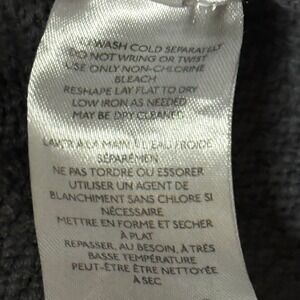 WASH COLD SEPARATELY
DO NOT WRING OR TWIST
USE ONLY NON-CHLORINE
BLEACH
RESHAPE LAY FLAT TO DRY
LOW IRON AS NEEDED
MAY BE DRY CLEANED
LAVER À LA MAIN À L'EAU FROIDE
SÉPARÉMEN
NE PAS TORDRE OU ESSORER
UTILISER UN AGENT DE
BLANCHIMENT SANS CHLORE SI
NÉCESSAIRE
METTRE EN FORME ET SECHER
À PLAT
REPASSER, AU BESOIN, À TRÈS
BASSE TEMPÉRATURE
PEUT-ÊTRE ÊTRE NETTOYÉE
À SEC